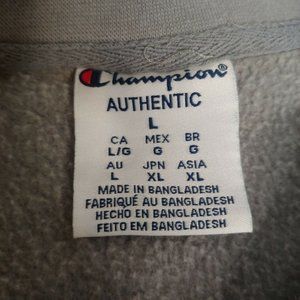 Champion
AUTHENTIC
L
CA MEX BR
L/G G G
AU JPN ASIA
L XL XL
MADE IN BANGLADESH
FABRIQUÉ AU BANGLADESH
HECHO EN BANGLADESH
FEITO EM BANGLADESH